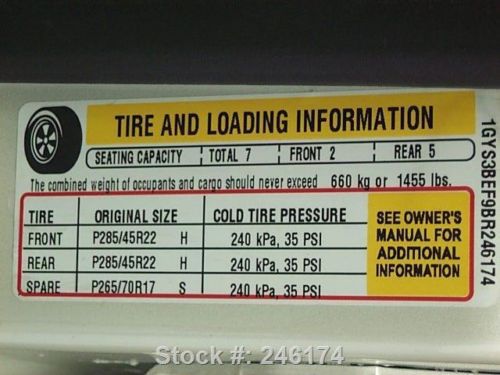 TIRE AND LOADING INFORMATION
SEATING CAPACITY TOTAL 7 FRONT 2 REAR 5
The combined weight of occupants and cargo should never exceed 660 kg or 1455 lbs.
TIRE ORIGINAL SIZE COLD TIRE PRESSURE
FRONT P285/45R22 H 240 kPa, 35 PSI
REAR P285/45R22 H 240 kPa, 35 PSI
SPARE P265/70R17 S 240 kPa, 35 PSI
SEE OWNER'S
MANUAL FOR
ADDITIONAL
INFORMATION
1GYS3BEF9BR246174
Stock #: 246174